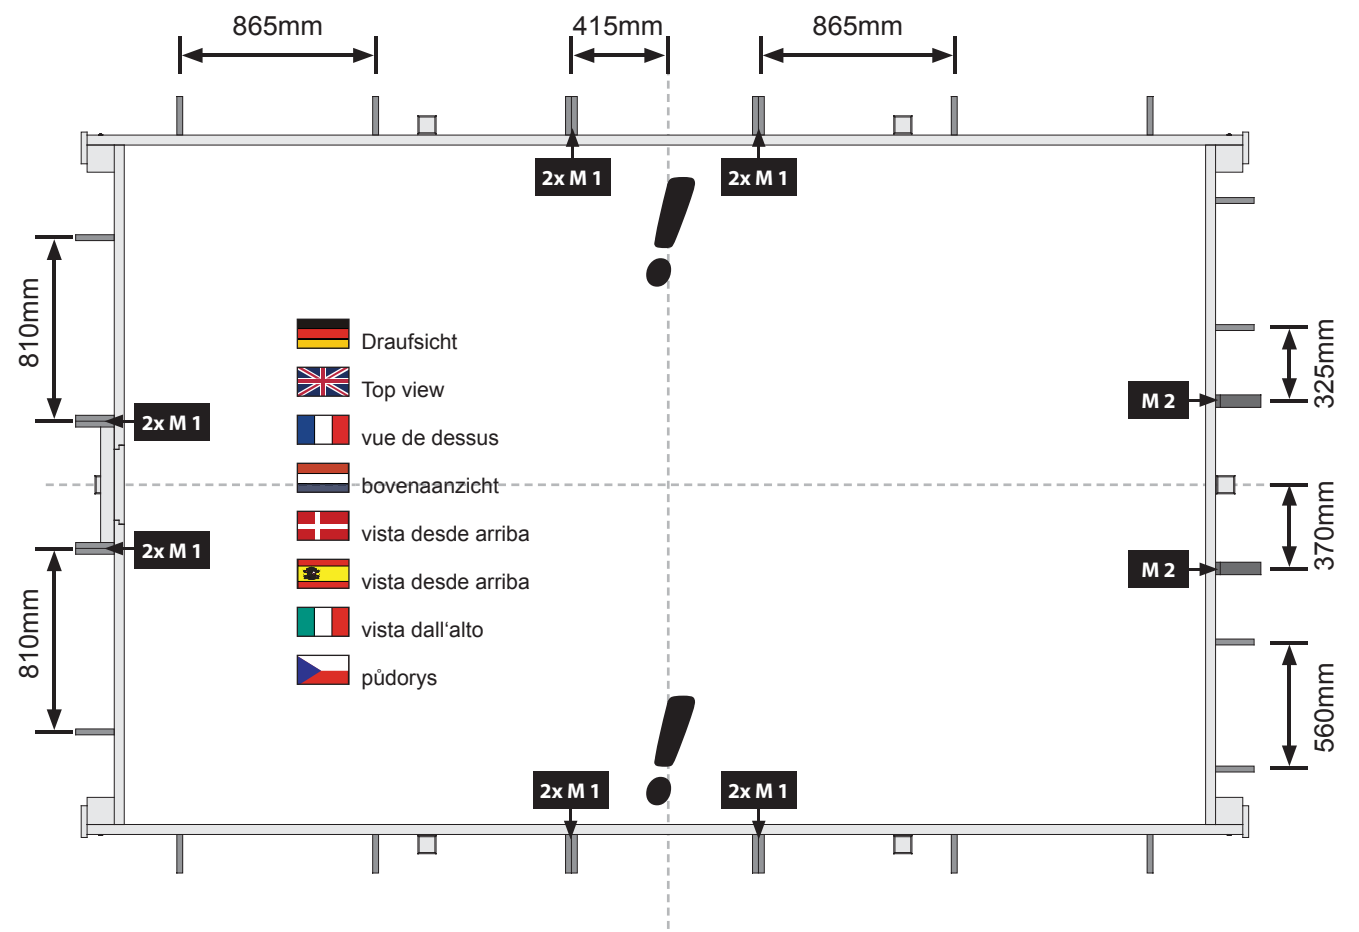 865mm
415mm
865mm
2x M 1
2x M 1
810mm
325mm
Draufsicht
Top view
M 2
2x M 1
vue de dessus
bovenaanzicht
370mm
vista desde arriba
2x M 1
M 2
vista desde arriba
810mm
vista dall‘alto
půdorys
560mm
2x M 1
2x M 1